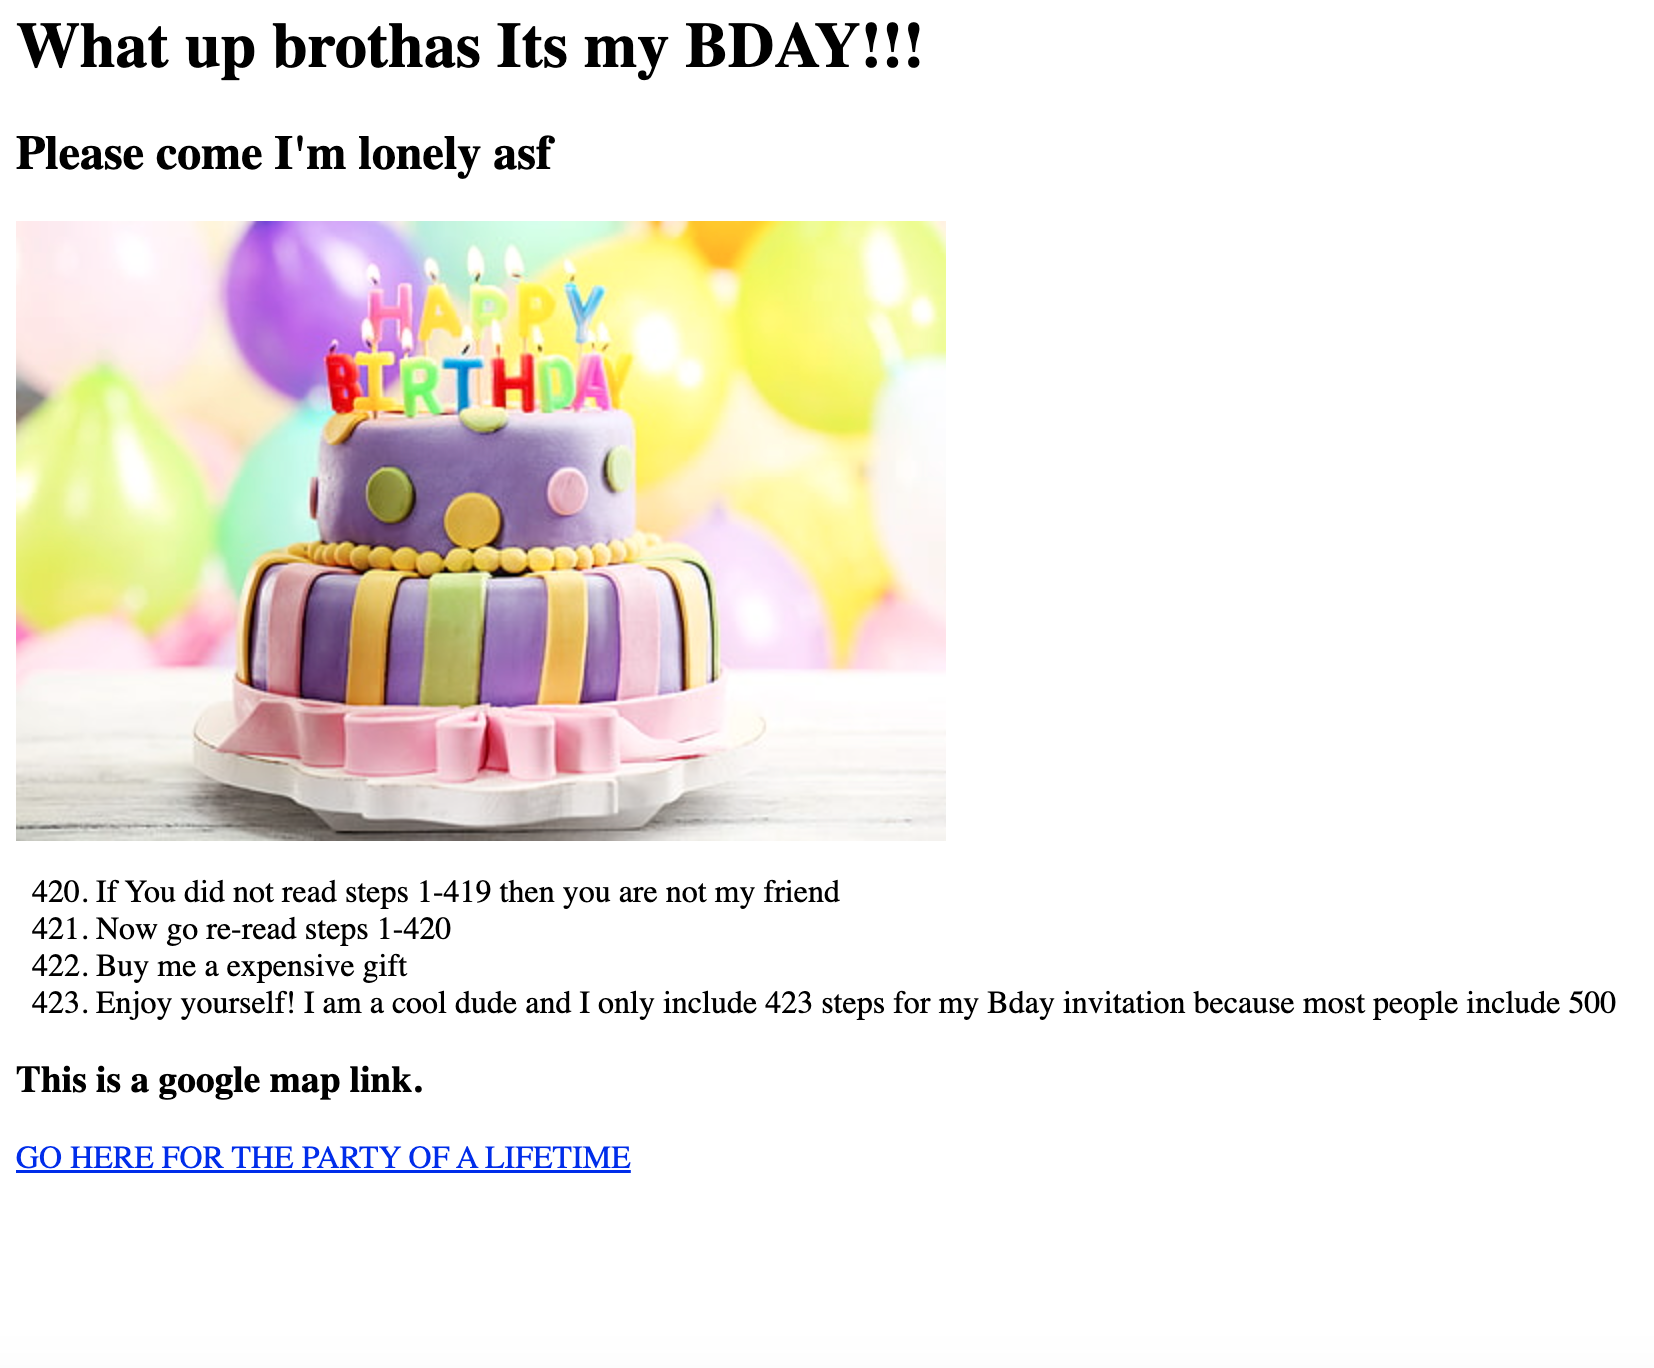 What up brothas Its my BDAY!!!
Please come I'm lonely asf
HAPPY
BIRTHDAY
420. If You did not read steps 1-419 then you are not my friend
421. Now go re-read steps 1-420
422. Buy me a expensive gift
423. Enjoy yourself! I am a cool dude and I only include 423 steps for my Bday invitation because most people include 500
This is a google map link.
GO HERE FOR THE PARTY OF A LIFETIME